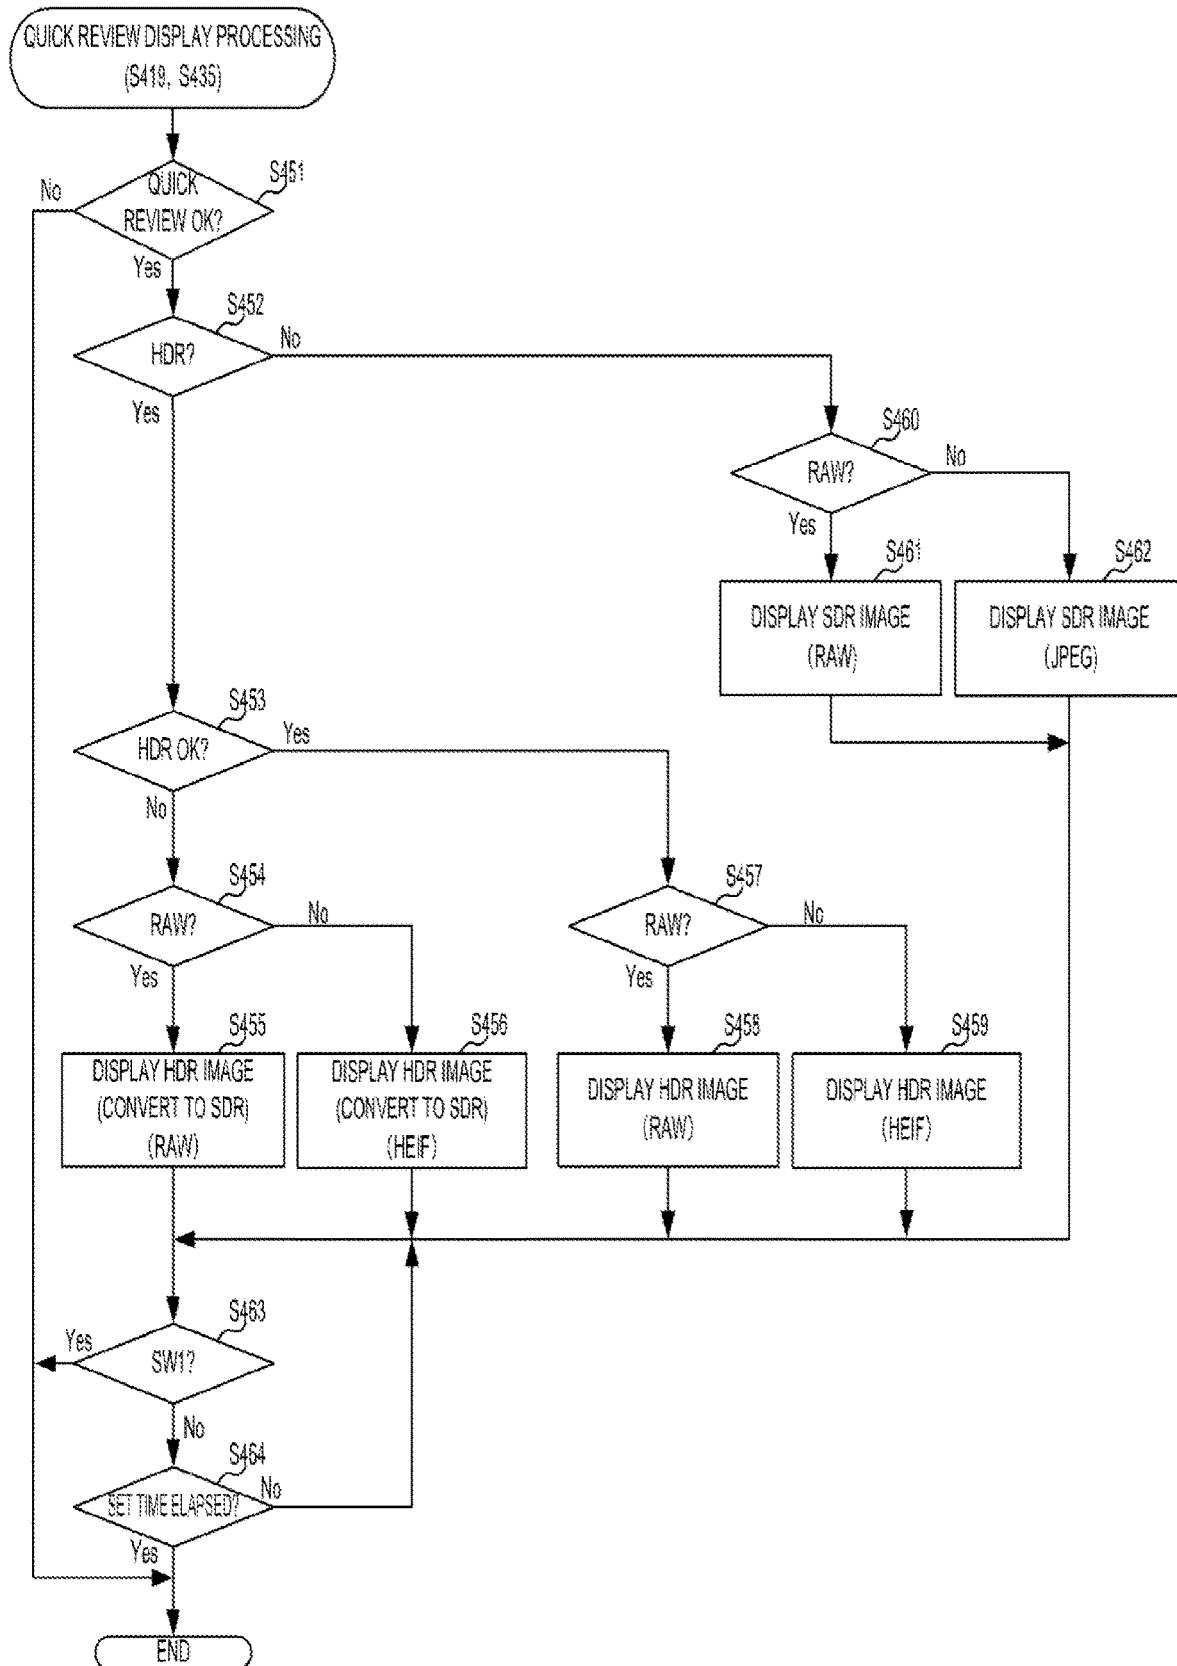 QUICK REVIEW DISPLAY PROCESSING
(S419, S435)
S451
No
QUICK
REVIEW OK?
Yes
S452
HDR?
No
Yes
S460
RAW?
No
Yes
S461
S462
DISPLAY SDR IMAGE
(RAW)
DISPLAY SDR IMAGE
(JPEG)
S453
HDR OK?
Yes
No
S454
RAW?
No
Yes
S457
RAW?
No
Yes
S455
S456
S458
S459
DISPLAY HDR IMAGE
(CONVERT TO SDR)
(RAW)
DISPLAY HDR IMAGE
(CONVERT TO SDR)
(HEIF)
DISPLAY HDR IMAGE
(RAW)
DISPLAY HDR IMAGE
(HEIF)
S463
Yes
SW1?
No
S464
SET TIME ELAPSED?
No
Yes
END